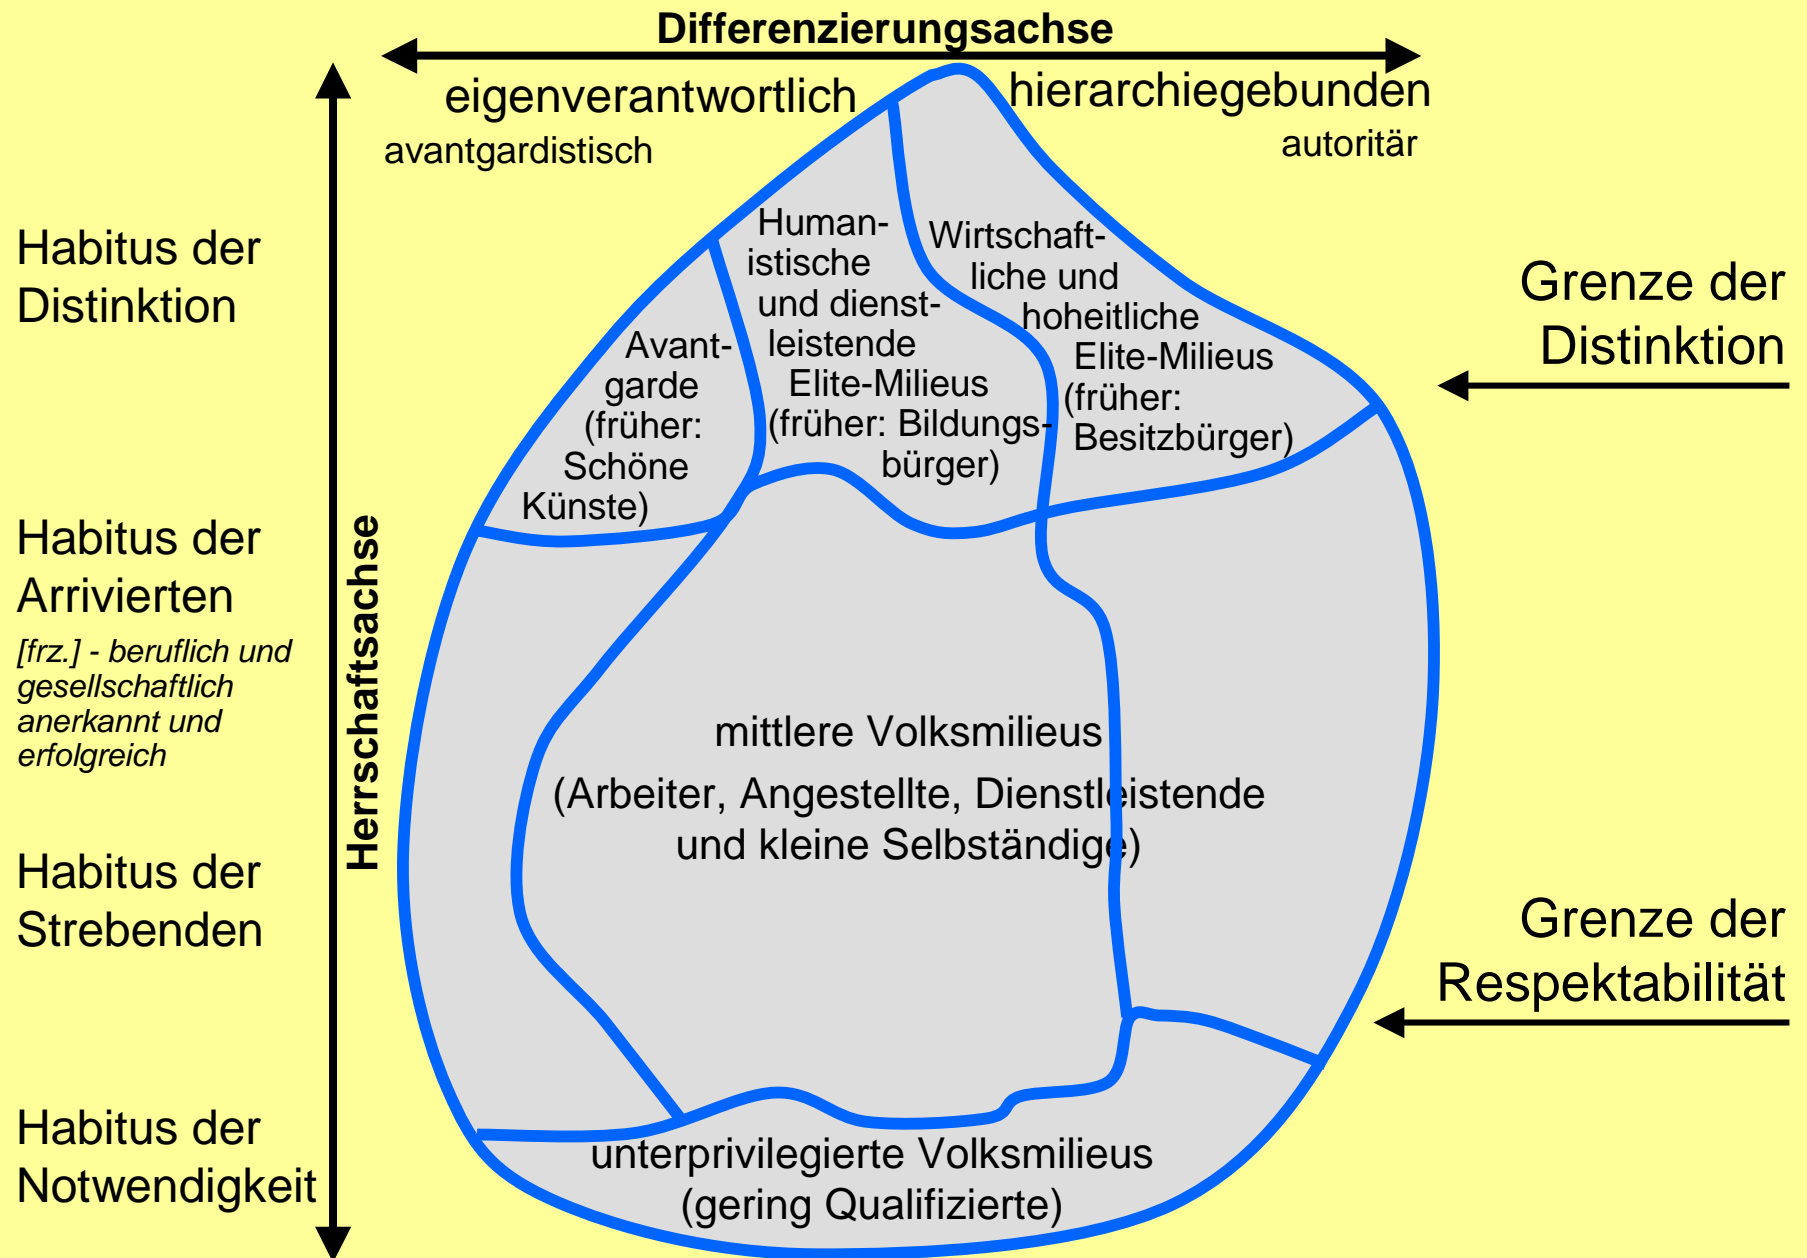 Differenzierungsachse
eigenverantwortlich
avantgardistisch
hierarchiegebunden
autoritär
Habitus der
Distinktion
Habitus der
Arrivierten
[frz.] - beruflich und
gesellschaftlich
anerkannt und
erfolgreich
Habitus der
Strebenden
Habitus der
Notwendigkeit
Herrschaftsachse
Avant-
garde
(früher:
Schöne
Künste)
Human-
istische
und dienst-
leistende
Elite-Milieus
(früher: Bildungs-
bürger)
Wirtschaft-
liche und
hoheitliche
Elite-Milieus
(früher:
Besitzbürger)
mittlere Volksmilieus
(Arbeiter, Angestellte, Dienstleistende
und kleine Selbständige)
unterprivilegierte Volksmilieus
(gering Qualifizierte)
Grenze der
Distinktion
Grenze der
Respektabilität